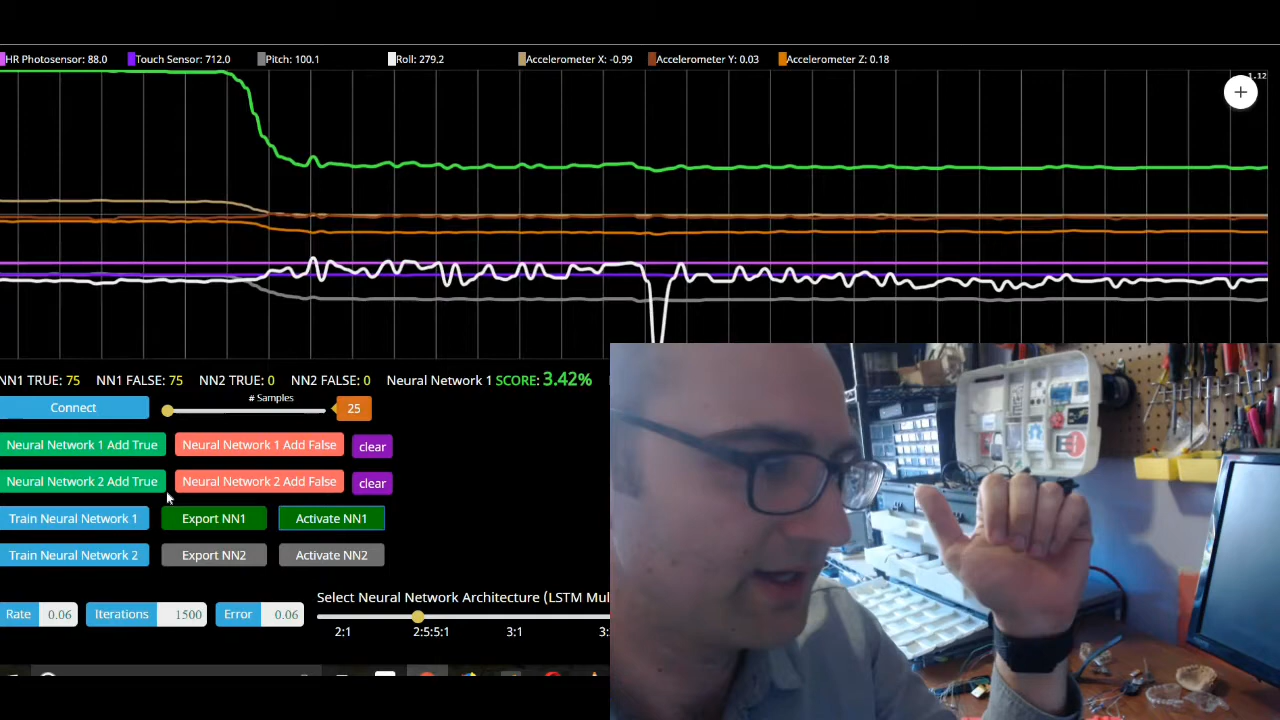 HR Photosensor: 88.0 Touch Sensor: 712.0 Pitch: 100.1 Roll: 279.2 Accelerometer X: -0.99 Accelerometer Y: 0.03 Accelerometer Z: 0.18
1.12
+
NN1 TRUE: 75 NN1 FALSE: 75 NN2 TRUE: 0 NN2 FALSE: 0 Neural Network 1 SCORE: 3.42%
# Samples
Connect 25
Neural Network 1 Add True Neural Network 1 Add False clear
Neural Network 2 Add True Neural Network 2 Add False clear
Train Neural Network 1 Export NN1 Activate NN1
Train Neural Network 2 Export NN2 Activate NN2
Select Neural Network Architecture (LSTM Mul
Rate 0.06 Iterations 1500 Error 0.06
2:1 2:5:5:1 3:1 3: